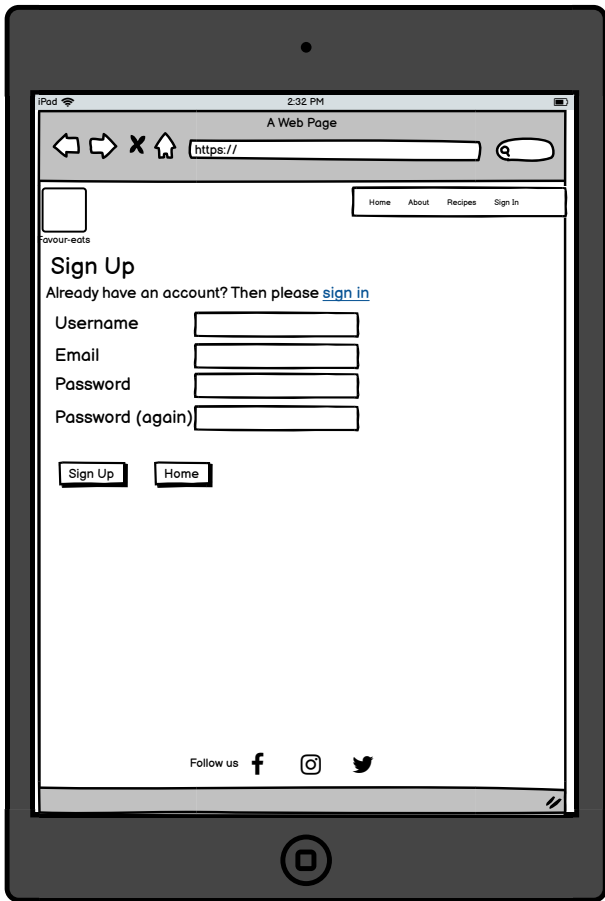 iPad 2:32 PM
A Web Page
https://
Home About Recipes Sign In
Favour-eats
Sign Up
Already have an account? Then please sign in
Username
Email
Password
Password (again)
Sign Up Home
Follow us